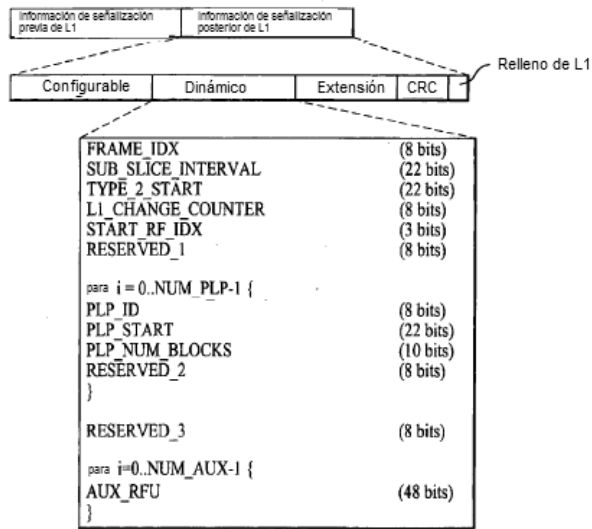 Información de señalización
previa de L1
Información de señalización
posterior de L1
Relleno de L1
Configurable Dinámico Extensión CRC
FRAME_IDX (8 bits)
SUB_SLICE_INTERVAL (22 bits)
TYPE_2_START (22 bits)
L1_CHANGE_COUNTER (8 bits)
START_RF_IDX (3 bits)
RESERVED_1 (8 bits)
para i = 0..NUM_PLP-1 {
PLP_ID (8 bits)
PLP_START (22 bits)
PLP_NUM_BLOCKS (10 bits)
RESERVED_2 (8 bits)
}
RESERVED_3 (8 bits)
para i=0..NUM_AUX-1 {
AUX_RFU (48 bits)
}